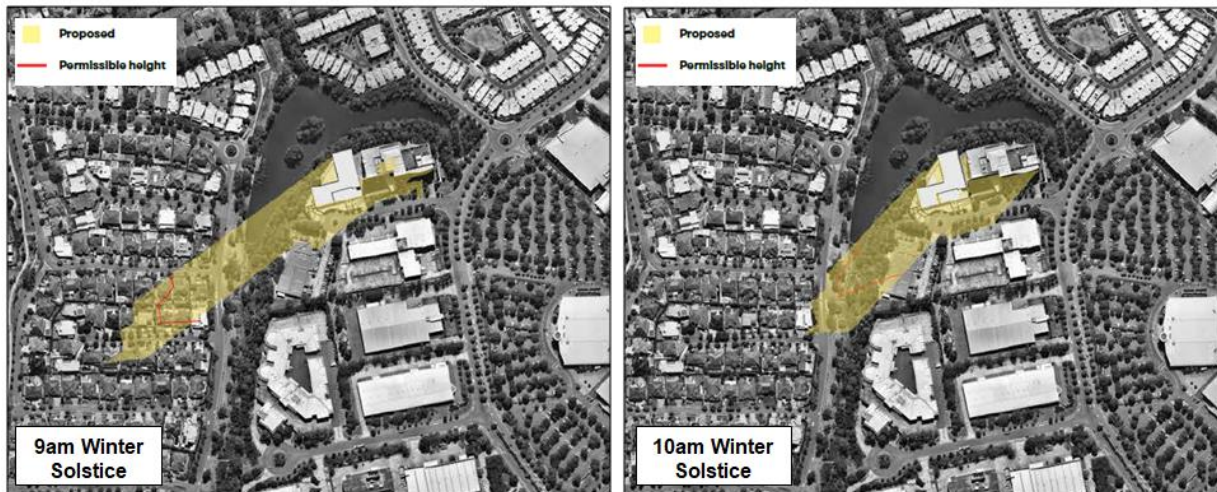 Proposed
Permissible height
9am Winter
Solstice
Proposed
Permissible height
10am Winter
Solstice